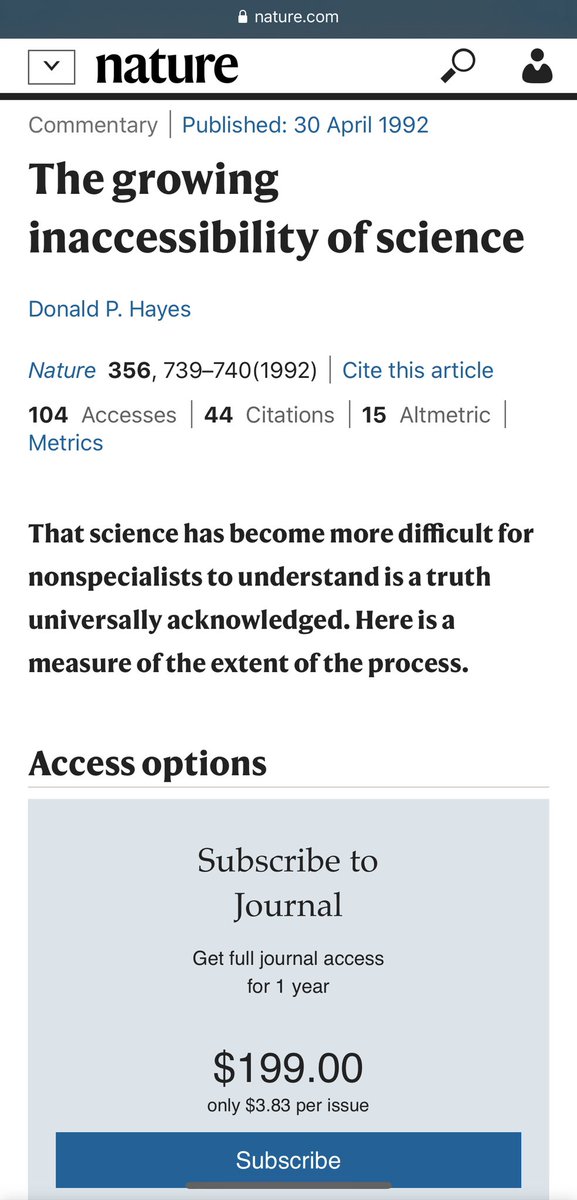 nature.com
nature
Commentary | Published: 30 April 1992
The growing
inaccessibility of science
Donald P. Hayes
Nature 356, 739–740(1992) | Cite this article
104 Accesses | 44 Citations | 15 Altmetric |
Metrics
That science has become more difficult for
nonspecialists to understand is a truth
universally acknowledged. Here is a
measure of the extent of the process.
Access options
Subscribe to
Journal
Get full journal access
for 1 year
$199.00
only $3.83 per issue
Subscribe